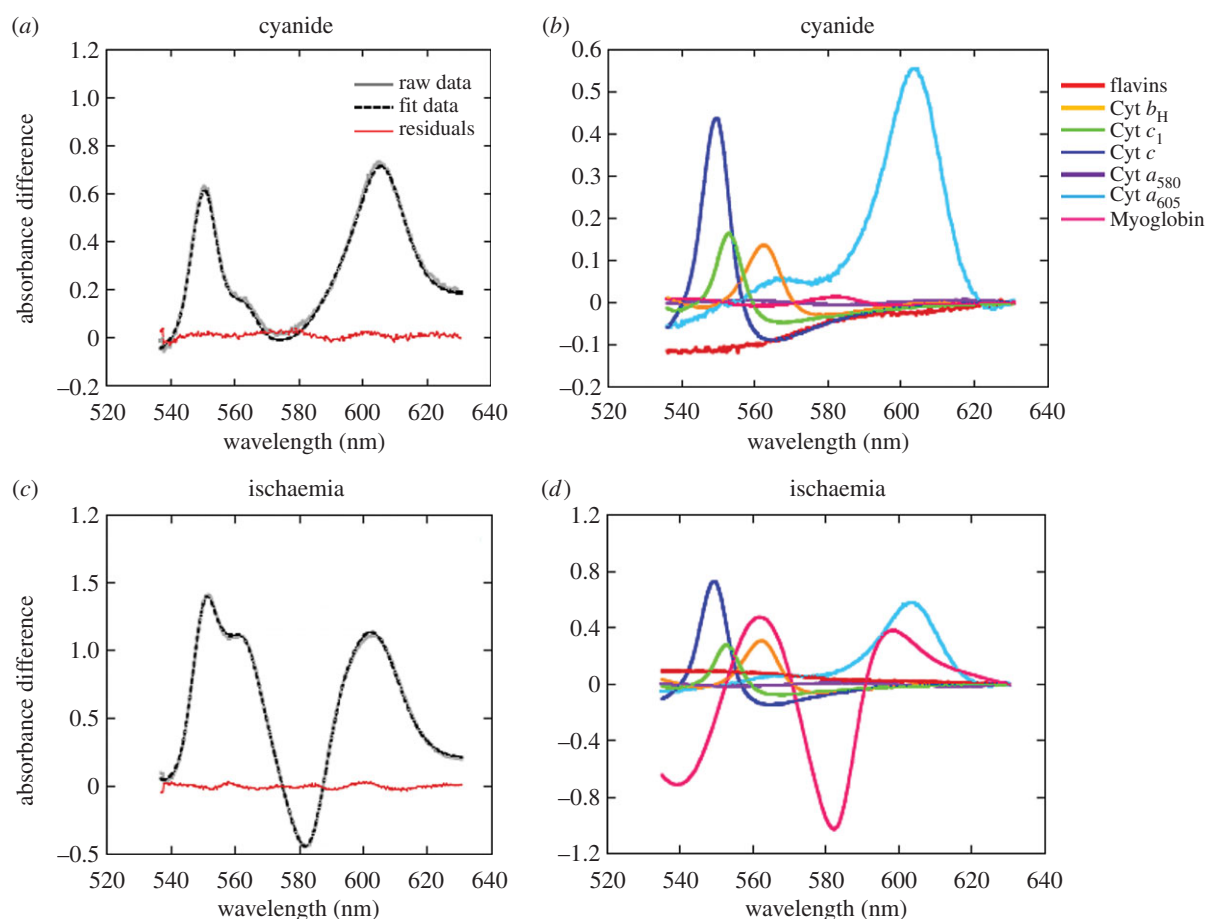 (a) cyanide
1.2
1.0
0.8
0.6
0.4
0.2
0
–0.2
absorbance difference
raw data
fit data
residuals
520 540 560 580 600 620 640
wavelength (nm)
(b) cyanide
0.6
0.5
0.4
0.3
0.2
0.1
0
–0.1
–0.2
520 540 560 580 600 620 640
wavelength (nm)
flavins
Cyt bH
Cyt c1
Cyt c
Cyt a580
Cyt a605
Myoglobin
(c) ischaemia
1.2
1.5
1.0
0.5
0
–0.5
absorbance difference
520 540 560 580 600 620 640
wavelength (nm)
(d) ischaemia
1.2
0.8
0.4
0
–0.4
–0.8
–1.2
520 540 560 580 600 620 640
wavelength (nm)